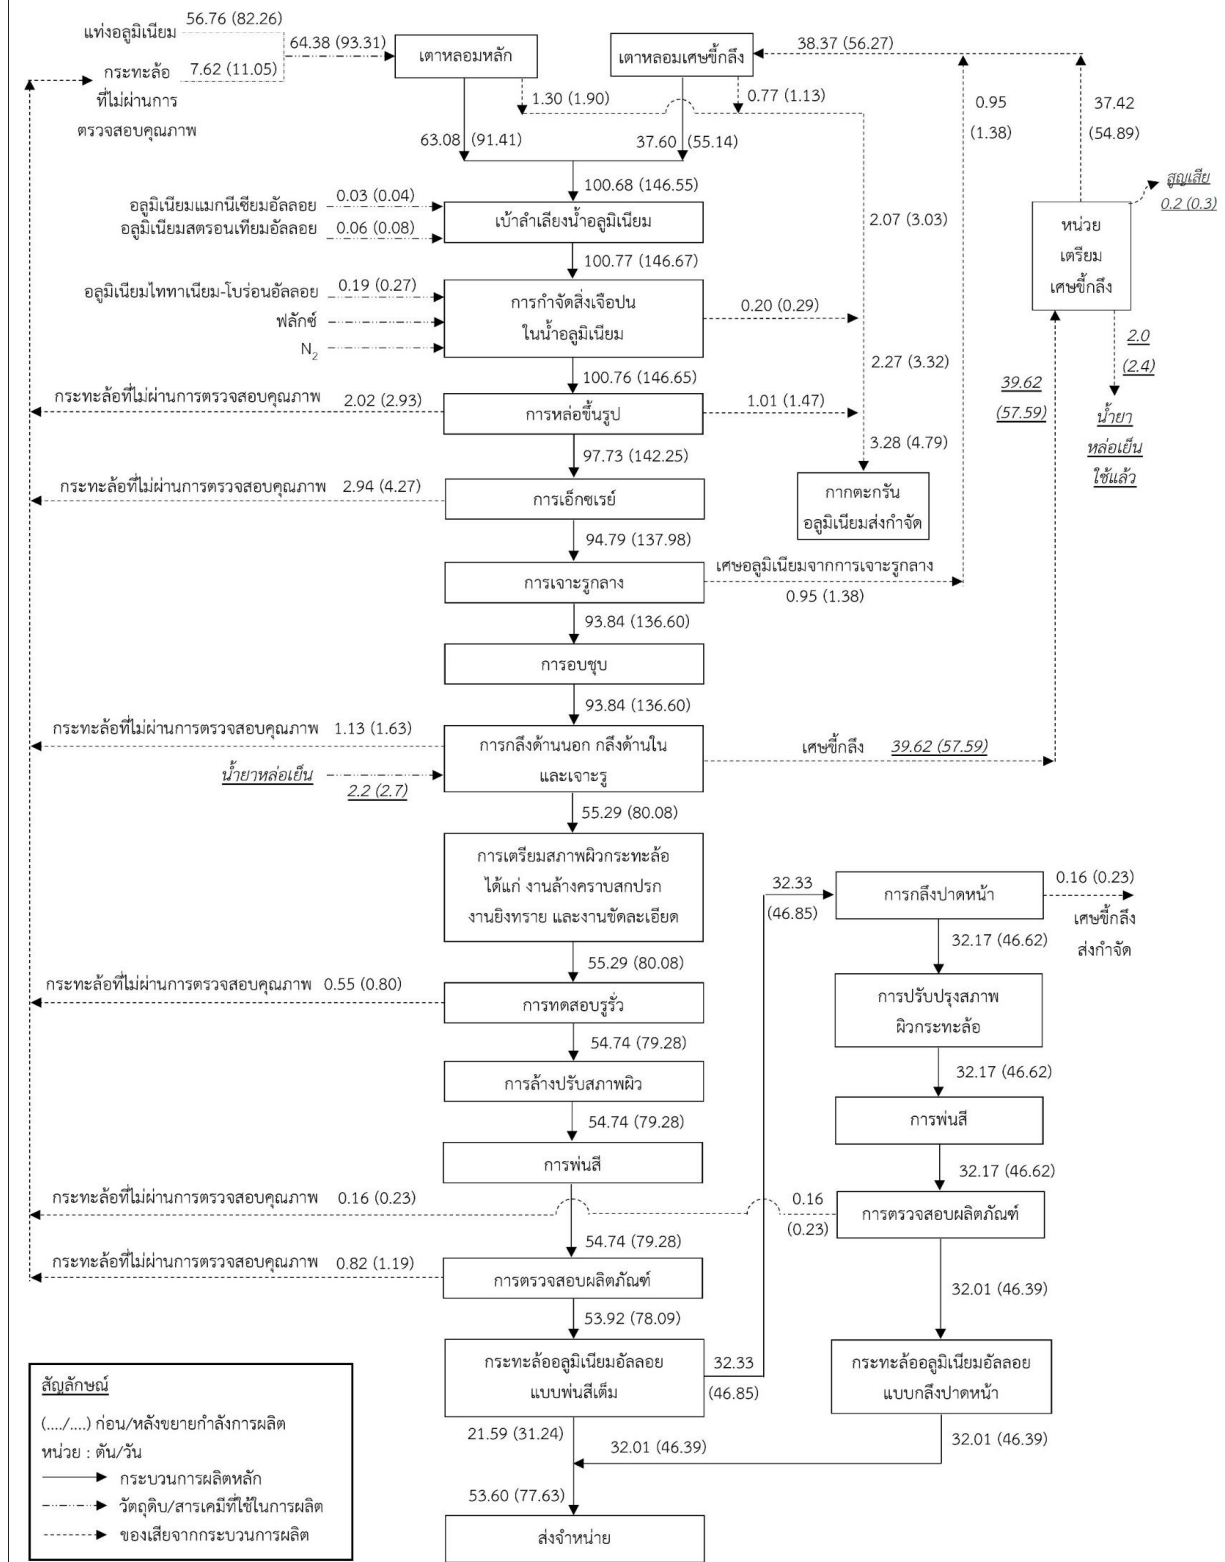 แท่งอลูมิเนียม
56.76 (82.26)
กระทะล้อ
ที่ไม่ผ่านการ
ตรวจสอบคุณภาพ
7.62 (11.05)
64.38 (93.31)
เตาหลอมหลัก
เตาหลอมเศษขี้กลึง
38.37 (56.27)
1.30 (1.90)
0.77 (1.13)
0.95
(1.38)
37.42
(54.89)
63.08 (91.41)
37.60 (55.14)
100.68 (146.55)
สูญเสีย
0.2 (0.3)
อลูมิเนียมแมกนีเซียมอัลลอย
0.03 (0.04)
อลูมิเนียมสตรอนเทียมอัลลอย
0.06 (0.08)
เบ้าลำเลียงน้ำอลูมิเนียม
2.07 (3.03)
หน่วย
เตรียม
เศษขี้กลึง
100.77 (146.67)
อลูมิเนียมไททาเนียม-โบร่อนอัลลอย
0.19 (0.27)
ฟลักซ์
N2
การกำจัดสิ่งเจือปน
ในน้ำอลูมิเนียม
0.20 (0.29)
2.27 (3.32)
39.62
(57.59)
2.0
(2.4)
น้ำยา
หล่อเย็น
ใช้แล้ว
100.76 (146.65)
กระทะล้อที่ไม่ผ่านการตรวจสอบคุณภาพ 2.02 (2.93)
การหล่อขึ้นรูป
1.01 (1.47)
3.28 (4.79)
97.73 (142.25)
กระทะล้อที่ไม่ผ่านการตรวจสอบคุณภาพ 2.94 (4.27)
การเอ็กซเรย์
กากตะกรัน
อลูมิเนียมส่งกำจัด
94.79 (137.98)
การเจาะรูกลาง
เศษอลูมิเนียมจากการเจาะรูกลาง
0.95 (1.38)
93.84 (136.60)
การอบชุบ
93.84 (136.60)
กระทะล้อที่ไม่ผ่านการตรวจสอบคุณภาพ 1.13 (1.63)
น้ำยาหล่อเย็น
2.2 (2.7)
การกลึงด้านนอก กลึงด้านใน
และเจาะรู
เศษขี้กลึง 39.62 (57.59)
55.29 (80.08)
การเตรียมสภาพผิวกระทะล้อ
ได้แก่ งานล้างคราบสกปรก
งานยิงทราย และงานขัดละเอียด
32.33
(46.85)
การกลึงปาดหน้า
0.16 (0.23)
เศษขี้กลึง
ส่งกำจัด
32.17 (46.62)
55.29 (80.08)
กระทะล้อที่ไม่ผ่านการตรวจสอบคุณภาพ 0.55 (0.80)
การทดสอบรูรั่ว
การปรับปรุงสภาพ
ผิวกระทะล้อ
54.74 (79.28)
32.17 (46.62)
การล้างปรับสภาพผิว
54.74 (79.28)
การพ่นสี
การพ่นสี
32.17 (46.62)
กระทะล้อที่ไม่ผ่านการตรวจสอบคุณภาพ 0.16 (0.23)
0.16
(0.23)
การตรวจสอบผลิตภัณฑ์
54.74 (79.28)
กระทะล้อที่ไม่ผ่านการตรวจสอบคุณภาพ 0.82 (1.19)
การตรวจสอบผลิตภัณฑ์
32.01 (46.39)
53.92 (78.09)
กระทะล้ออลูมิเนียมอัลลอย
แบบพ่นสีเต็ม
32.33
(46.85)
กระทะล้ออลูมิเนียมอัลลอย
แบบกลึงปาดหน้า
21.59 (31.24)
32.01 (46.39)
32.01 (46.39)
53.60 (77.63)
ส่งจำหน่าย
สัญลักษณ์
(..../....) ก่อน/หลังขยายกำลังการผลิต
หน่วย : ตัน/วัน
กระบวนการผลิตหลัก
วัตถุดิบ/สารเคมีที่ใช้ในการผลิต
ของเสียจากกระบวนการผลิต